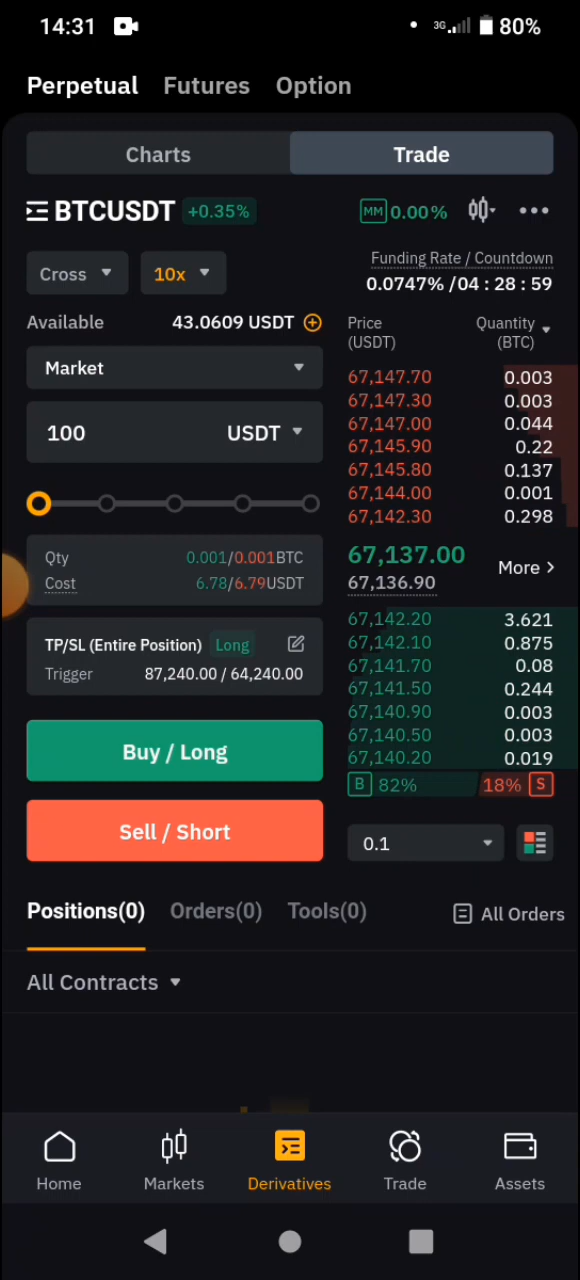 14:31 3G 80%
Perpetual Futures Option
Charts Trade
BTCUSDT +0.35% MM 0.00%
Cross 10x
Funding Rate / Countdown
0.0747% /04 : 28 : 59
Available 43.0609 USDT
Market
100 USDT
Qty 0.001/0.001BTC
Cost 6.78/6.79USDT
TP/SL (Entire Position) Long
Trigger 87,240.00 / 64,240.00
Buy / Long
Sell / Short
Price Quantity
(USDT) (BTC)
67,147.70 0.003
67,147.30 0.003
67,147.00 0.044
67,145.90 0.22
67,145.80 0.137
67,144.00 0.001
67,142.30 0.298
67,137.00
67,136.90
More >
67,142.20 3.621
67,142.10 0.875
67,141.70 0.08
67,141.50 0.244
67,140.90 0.003
67,140.50 0.003
67,140.20 0.019
B 82% 18% S
0.1
Positions(0) Orders(0) Tools(0) All Orders
All Contracts
Home Markets Derivatives Trade Assets